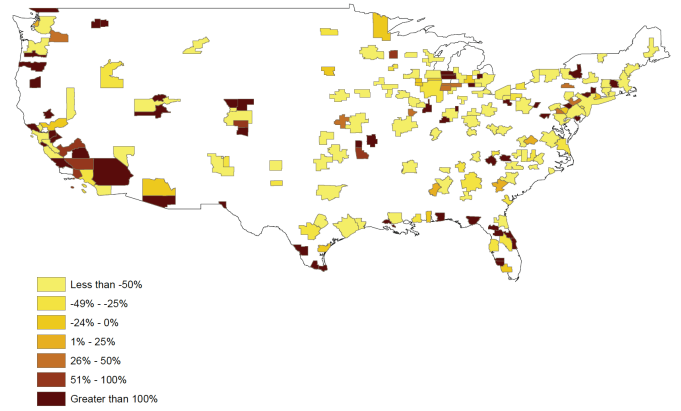 Less than -50%
-49% - -25%
-24% - 0%
1% - 25%
26% - 50%
51% - 100%
Greater than 100%